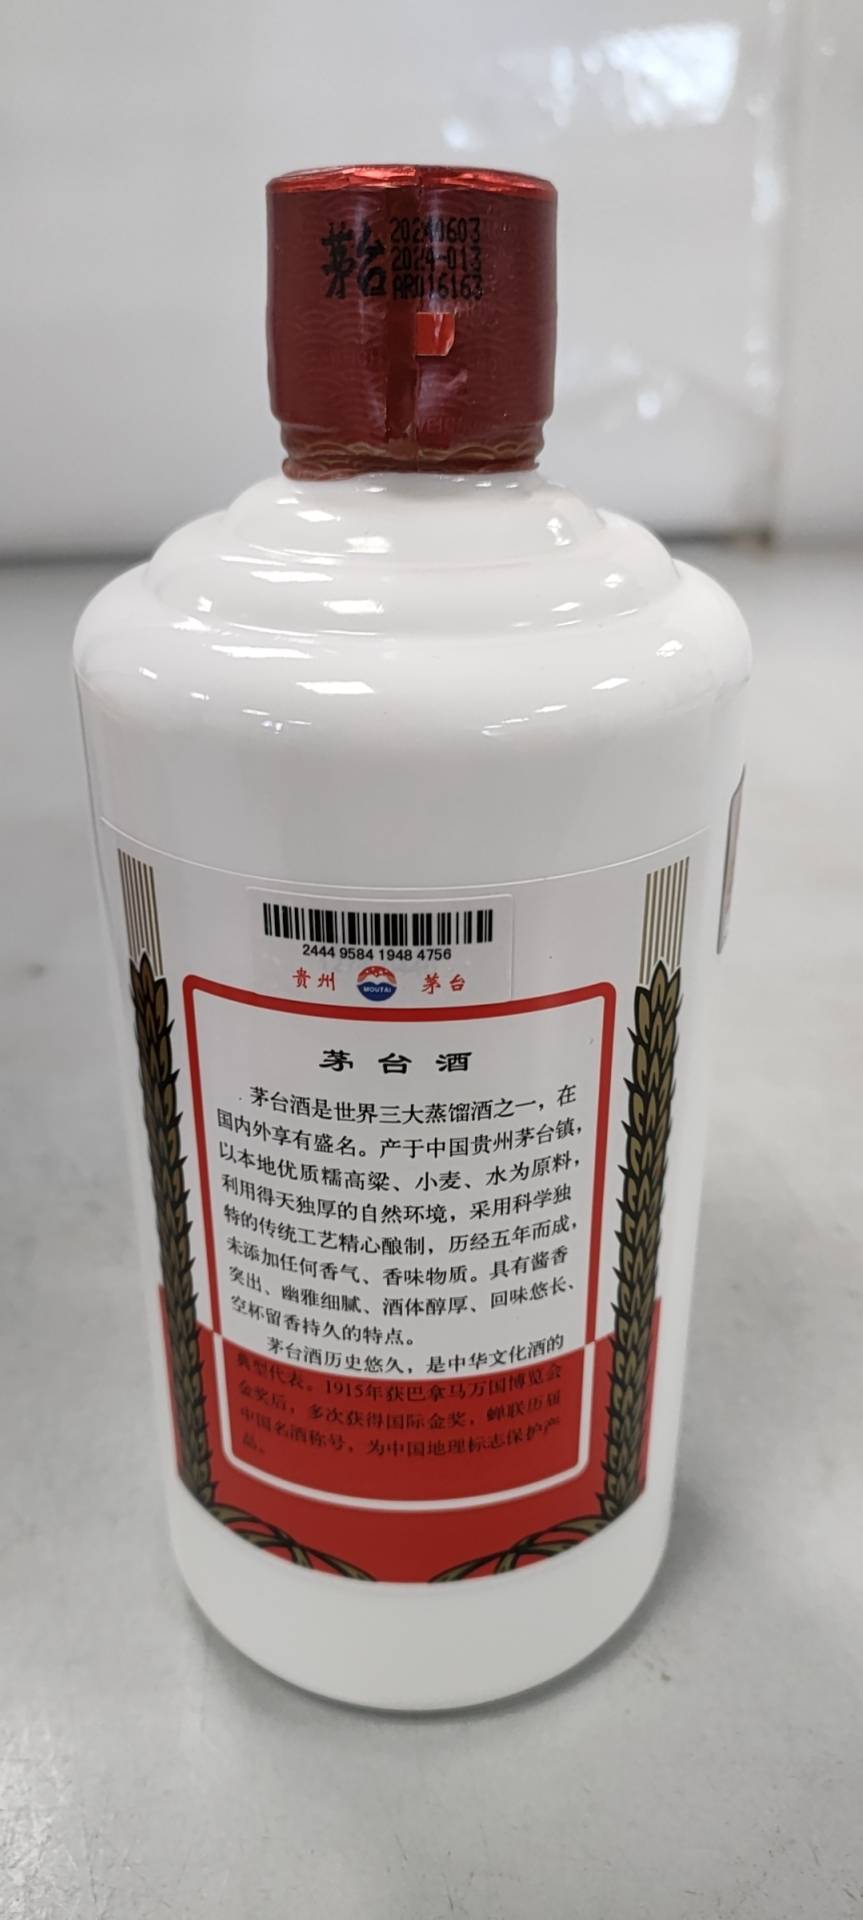 茅台
20240603
2024-013
AR016163
2444 9584 1948 4756
贵州 MOUTAI 茅台
茅台酒
茅台酒是世界三大蒸馏酒之一，在
国内外享有盛名。产于中国贵州茅台镇，
以本地优质糯高粱、小麦、水为原料，
利用得天独厚的自然环境，采用科学独
特的传统工艺精心酿制，历经五年而成，
未添加任何香气、香味物质。具有酱香
突出、幽雅细腻、酒体醇厚、回味悠长、
空杯留香持久的特点。
茅台酒历史悠久，是中华文化酒的
典型代表。1915年获巴拿马万国博览会
金奖后，多次获得国际金奖，蝉联历届
中国名酒称号，为中国地理标志保护产
品。